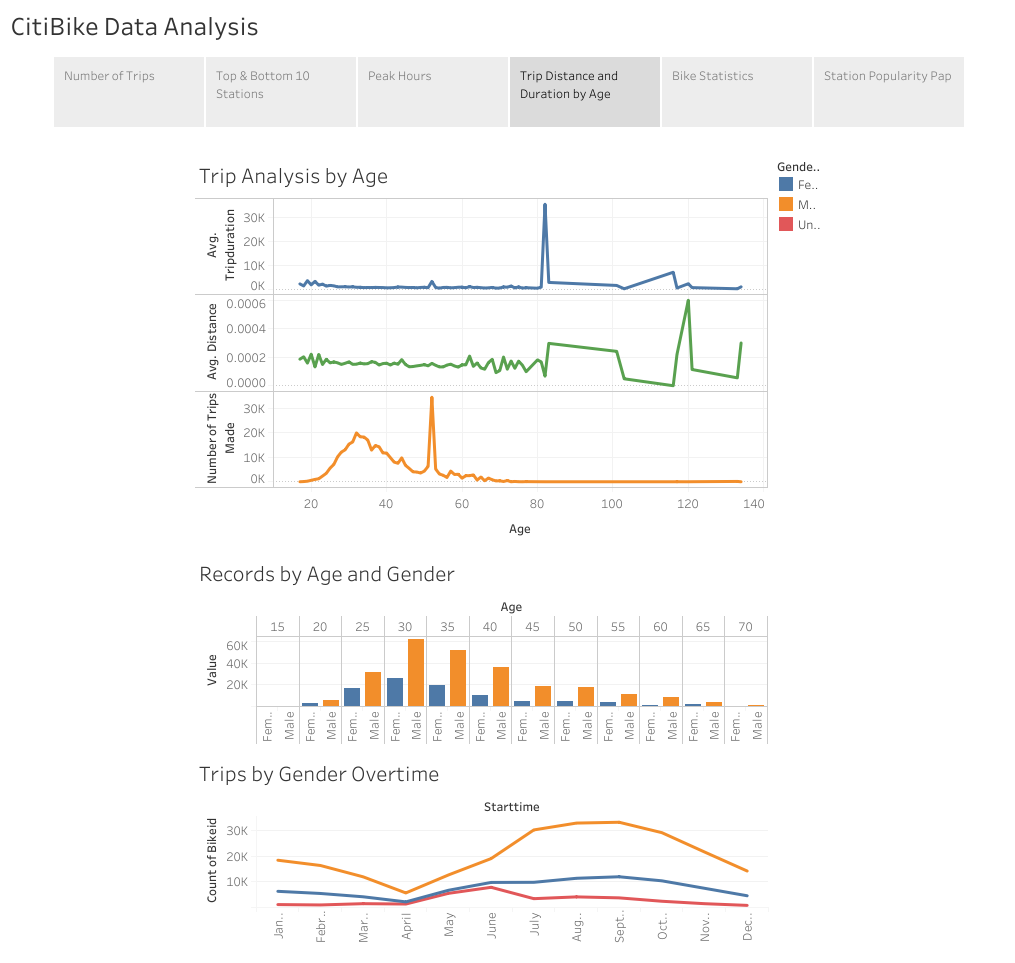 CitiBike Data Analysis
Number of Trips
Top & Bottom 10
Stations
Peak Hours
Trip Distance and
Duration by Age
Bike Statistics
Station Popularity Pap
Trip Analysis by Age
Gende..
Fe..
M..
Un..
Avg.
Tripduration
30K
20K
10K
0K
Avg. Distance
0.0006
0.0004
0.0002
0.0000
Number of Trips
Made
30K
20K
10K
0K
20 40 60 80 100 120 140
Age
Records by Age and Gender
Age
15 20 25 30 35 40 45 50 55 60 65 70
Value
60K
40K
20K
Fem.. Male Fem.. Male Fem.. Male Fem.. Male Fem.. Male Fem.. Male Fem.. Male Fem.. Male Fem.. Male Fem.. Male Fem.. Male Fem.. Male
Trips by Gender Overtime
Starttime
Count of Bikeid
30K
20K
10K
Jan.. Febr.. Mar.. April May June July Aug.. Sept.. Oct.. Nov.. Dec..